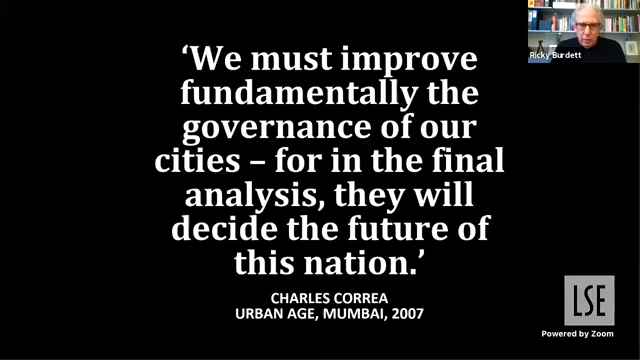 Ricky Burdett
‘We must improve
fundamentally the
governance of our
cities – for in the final
analysis, they will
decide the future of
this nation.’
CHARLES CORREA
URBAN AGE, MUMBAI, 2007
LSE
Powered by Zoom